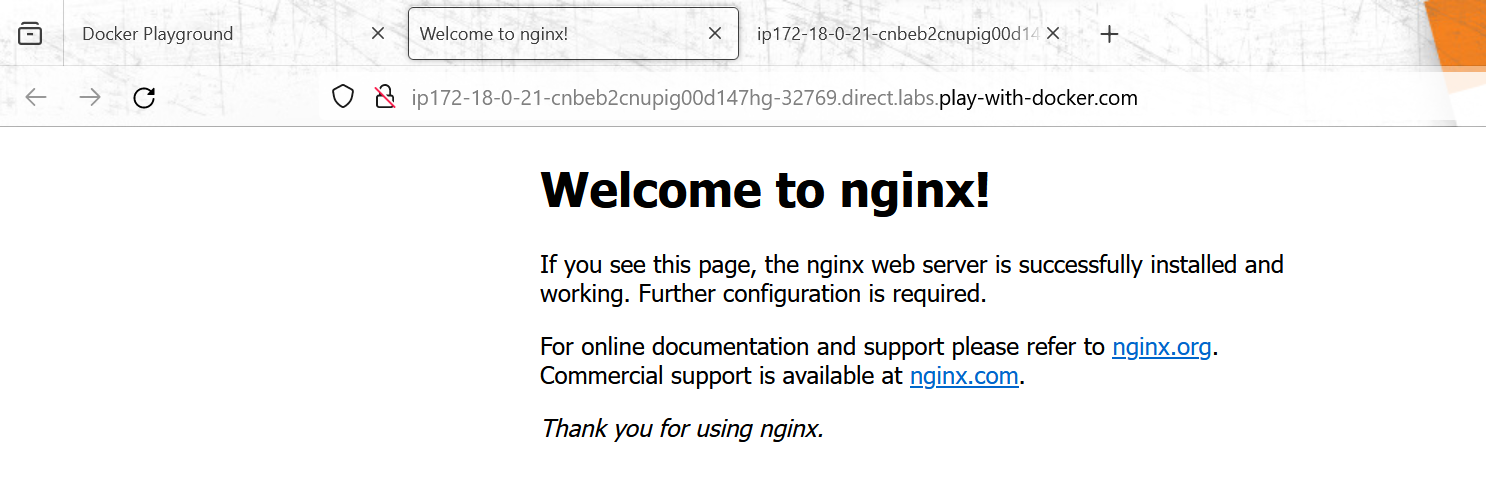 Docker Playground
Welcome to nginx!
ip172-18-0-21-cnbeb2cnupig00d14
ip172-18-0-21-cnbeb2cnupig00d147hg-32769.direct.labs.play-with-docker.com
Welcome to nginx!
If you see this page, the nginx web server is successfully installed and
working. Further configuration is required.
For online documentation and support please refer to nginx.org.
Commercial support is available at nginx.com.
Thank you for using nginx.